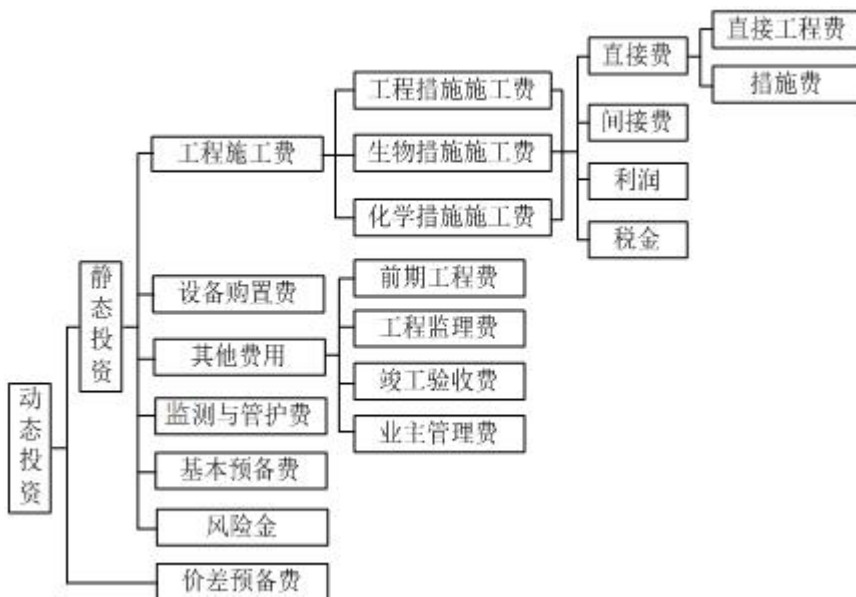 动态投资
静态投资
工程施工费
工程措施施工费
直接费
直接工程费
措施费
间接费
利润
税金
生物措施施工费
化学措施施工费
设备购置费
其他费用
前期工程费
工程监理费
竣工验收费
业主管理费
监测与管护费
基本预备费
风险金
价差预备费